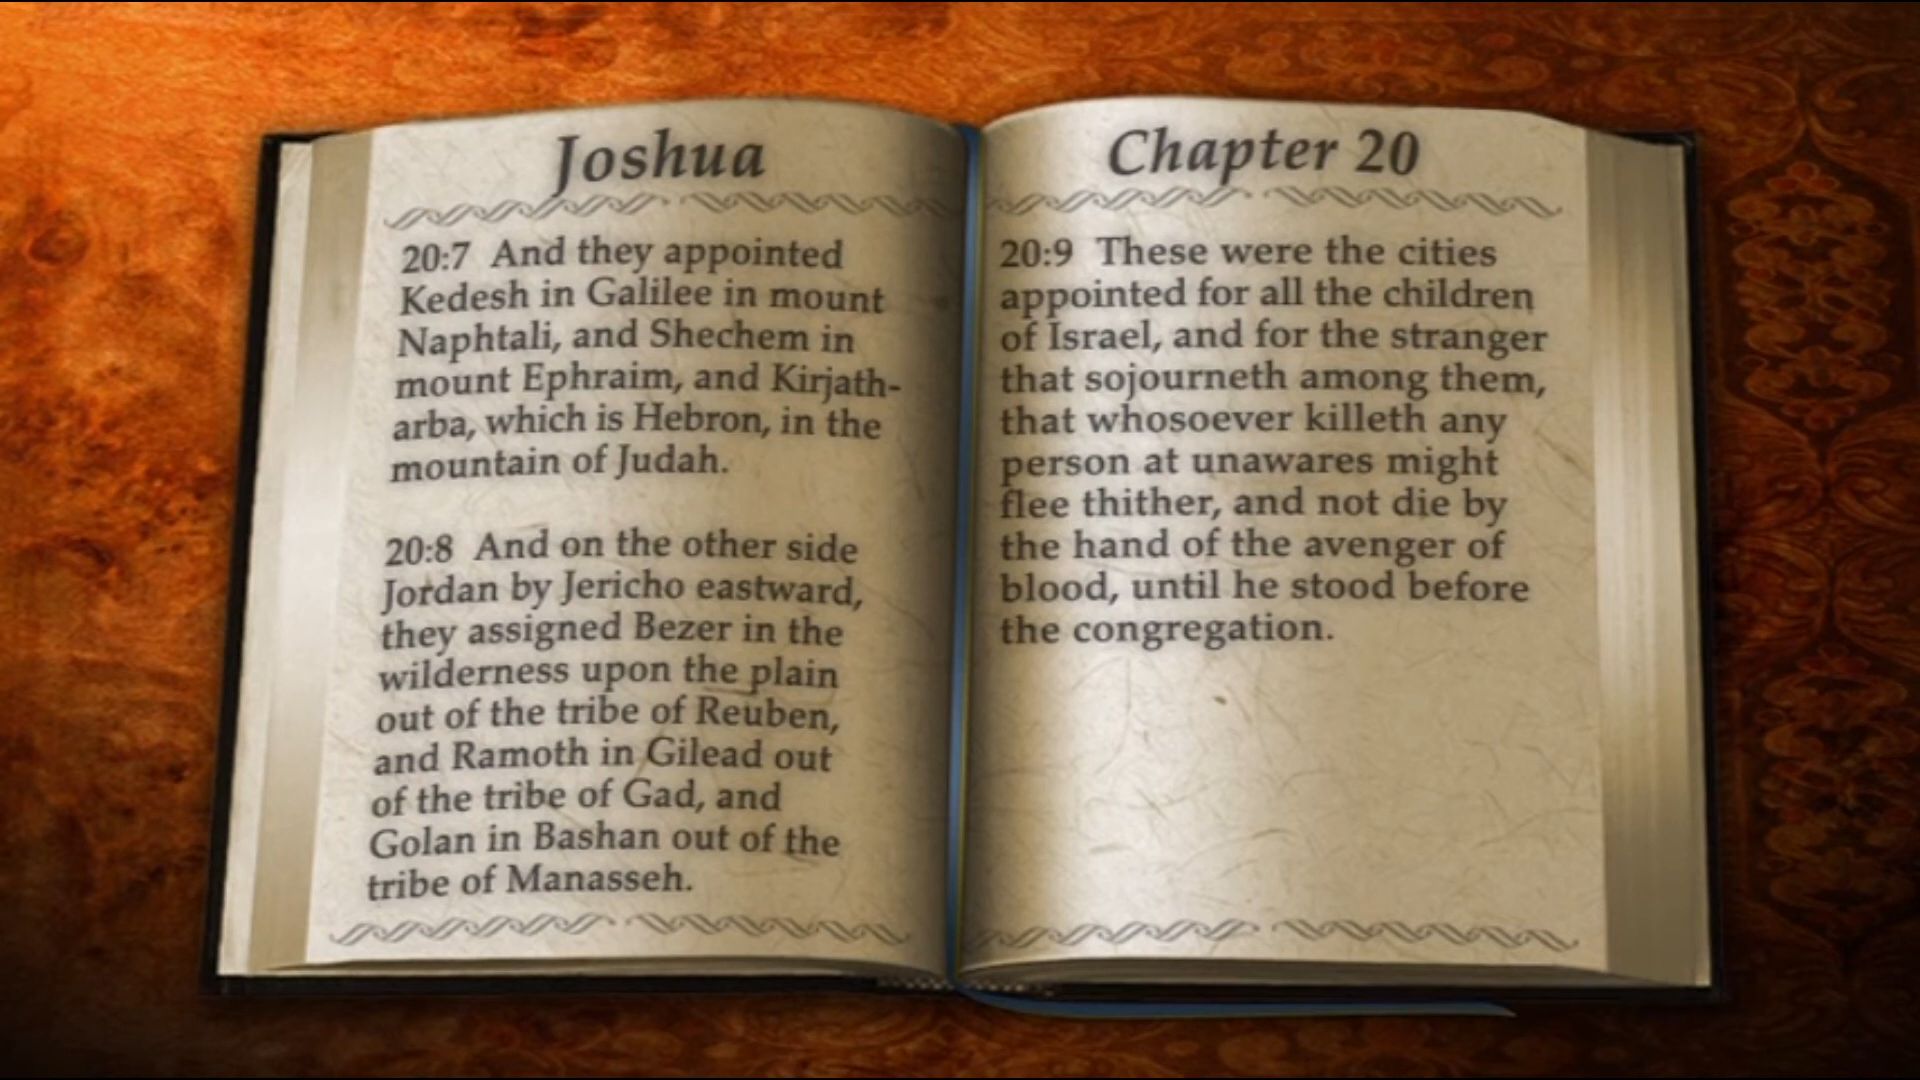 Joshua
20:7 And they appointed
Kedesh in Galilee in mount
Naphtali, and Shechem in
mount Ephraim, and Kirjath-
arba, which is Hebron, in the
mountain of Judah.
20:8 And on the other side
Jordan by Jericho eastward,
they assigned Bezer in the
wilderness upon the plain
out of the tribe of Reuben,
and Ramoth in Gilead out
of the tribe of Gad, and
Golan in Bashan out of the
tribe of Manasseh.
Chapter 20
20:9 These were the cities
appointed for all the children
of Israel, and for the stranger
that sojourneth among them,
that whosoever killeth any
person at unawares might
flee thither, and not die by
the hand of the avenger of
blood, until he stood before
the congregation.